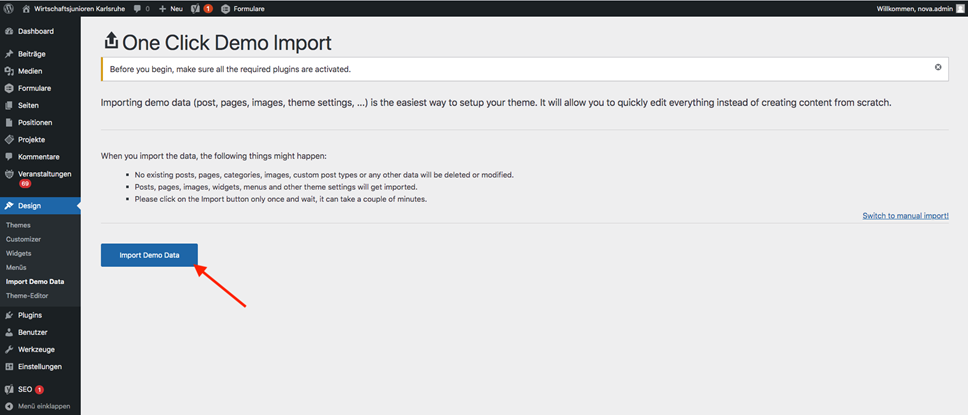 Wirtschaftsjunioren Karlsruhe 0 Neu 1 Formulare Willkommen, nova.admin
Dashboard
Beiträge
Medien
Formulare
Seiten
Positionen
Projekte
Kommentare
Veranstaltungen
69
Design
Themes
Customizer
Widgets
Menüs
Import Demo Data
Theme-Editor
Plugins
Benutzer
Werkzeuge
Einstellungen
SEO 1
Menü einklappen
One Click Demo Import
Before you begin, make sure all the required plugins are activated.
Importing demo data (post, pages, images, theme settings, ...) is the easiest way to setup your theme. It will allow you to quickly edit everything instead of creating content from scratch.
When you import the data, the following things might happen:
No existing posts, pages, categories, images, custom post types or any other data will be deleted or modified.
Posts, pages, images, widgets, menus and other theme settings will get imported.
Please click on the Import button only once and wait, it can take a couple of minutes.
Switch to manual import!
Import Demo Data